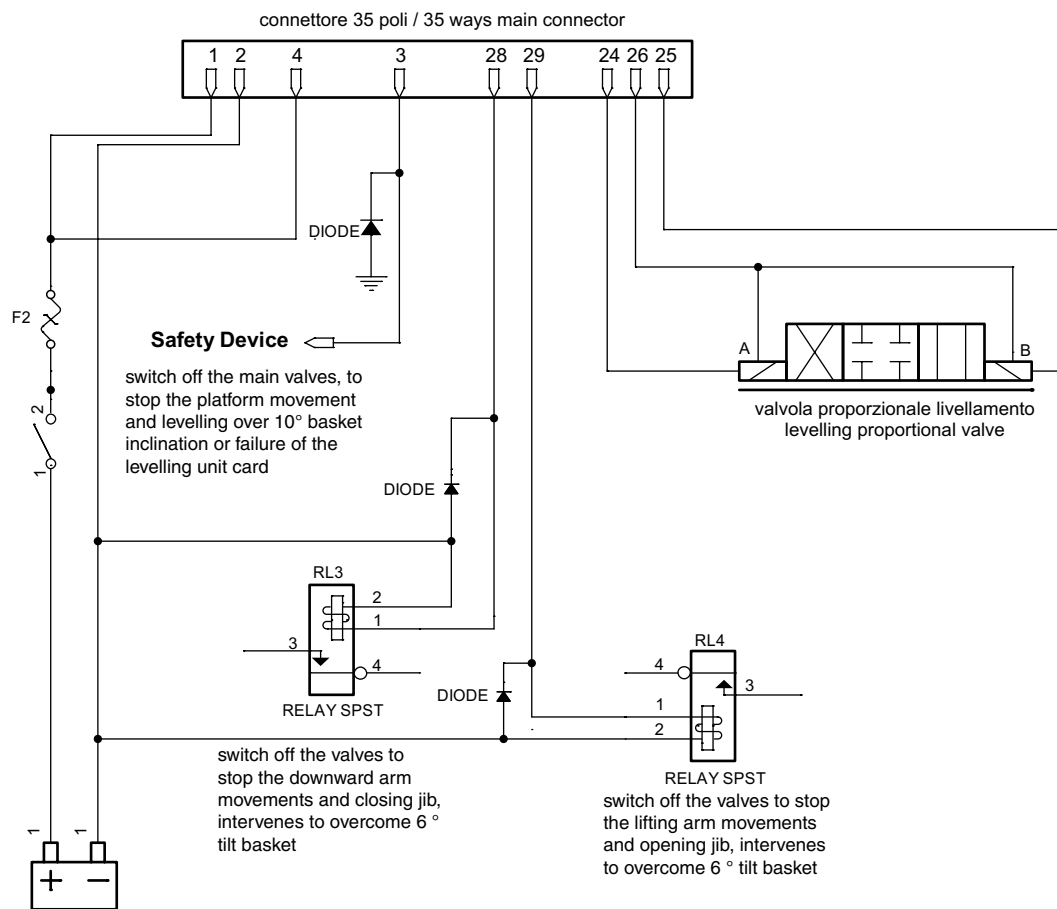 connettore 35 poli / 35 ways main connector
1 2 4 3 28 29 24 26 25
DIODE
F2
Safety Device
switch off the main valves, to
stop the platform movement
and levelling over 10° basket
inclination or failure of the
levelling unit card
2
1
A
B
valvola proporzionale livellamento
levelling proportional valve
DIODE
RL3
2
1
3
4
RELAY SPST
switch off the valves to
stop the downward arm
movements and closing jib,
intervenes to overcome 6 °
tilt basket
DIODE
RL4
4
3
1
2
RELAY SPST
switch off the valves to stop
the lifting arm movements
and opening jib, intervenes
to overcome 6 ° tilt basket
1 1
+ −